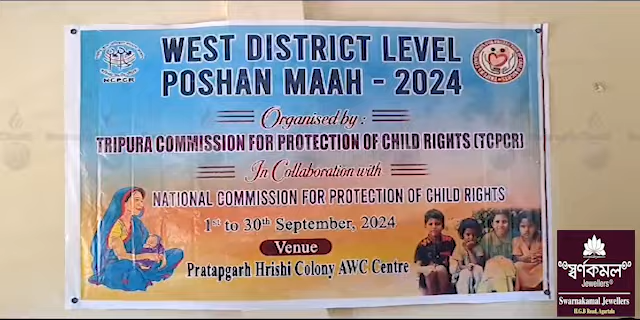 WEST DISTRICT LEVEL
POSHAN MAAH - 2024
NCPCR
Organised by :
TRIPURA COMMISSION FOR PROTECTION OF CHILD RIGHTS (TCPCR)
In Collaboration with
NATIONAL COMMISSION FOR PROTECTION OF CHILD RIGHTS
1st to 30th September, 2024
Venue
Pratapgarh Hrishi Colony AWC Centre
স্বর্ণকমল
Jewellers®
Swarnakamal Jewellers
H.G.B Road, Agartala